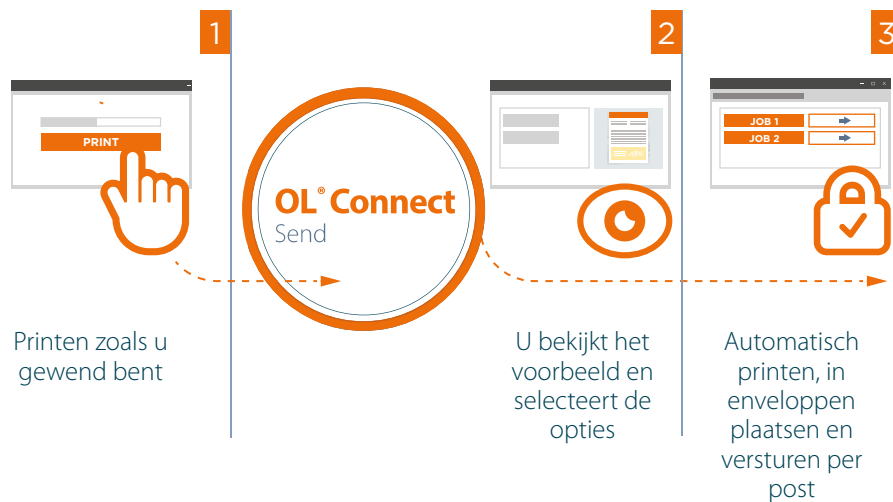 1
PRINT
Printen zoals u
gewend bent
OL® Connect
Send
2
U bekijkt het
voorbeeld en
selecteert de
opties
3
JOB 1
JOB 2
Automatisch
printen, in
enveloppen
plaatsen en
versturen per
post